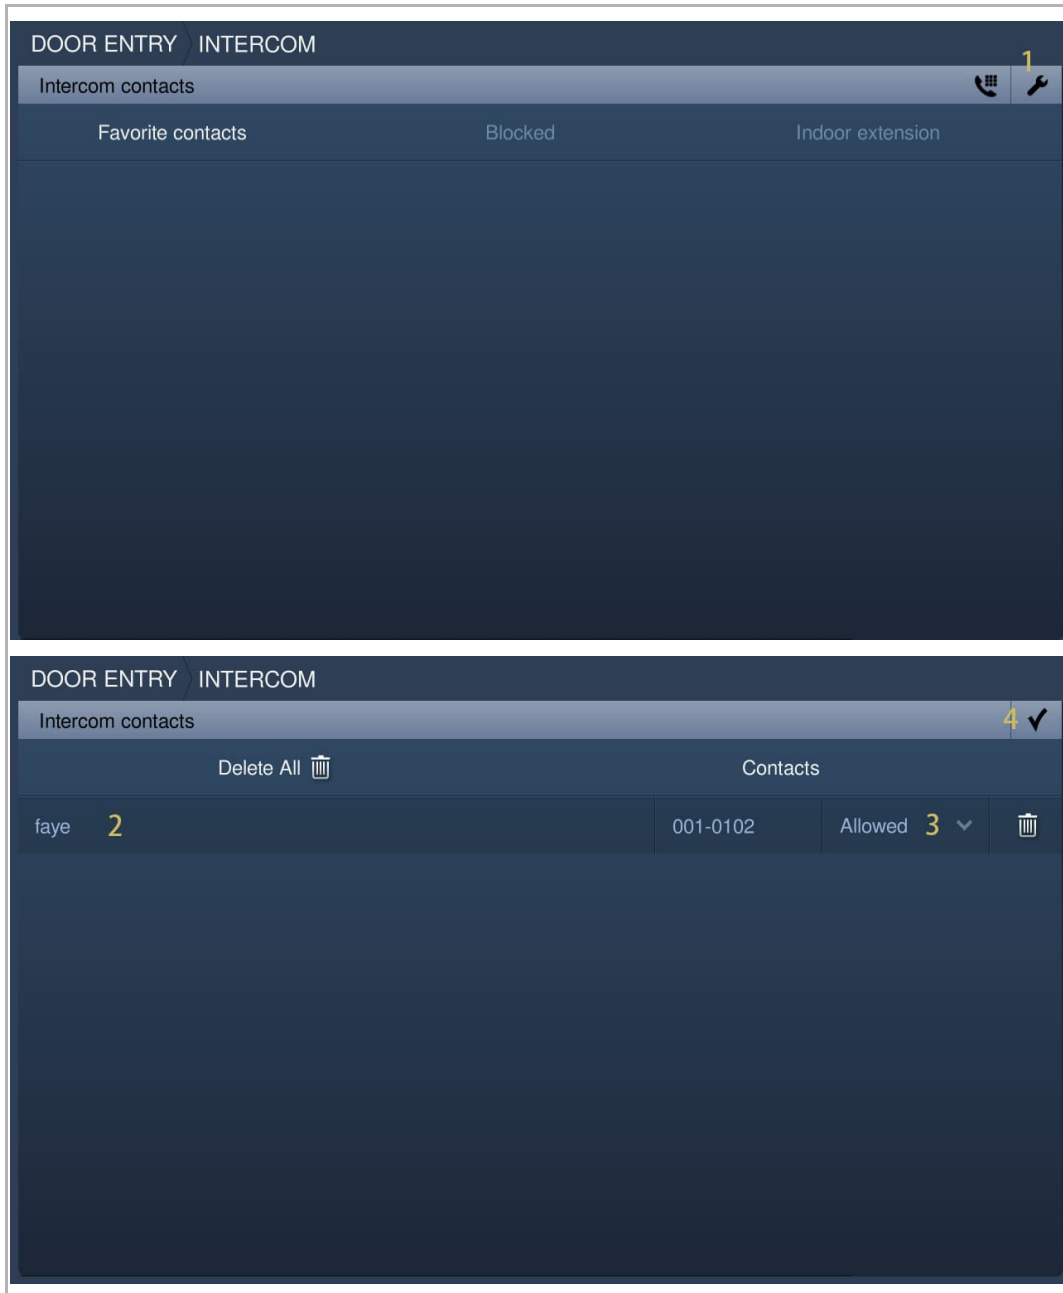 DOOR ENTRY INTERCOM
1
Intercom contacts
Favorite contacts Blocked Indoor extension
DOOR ENTRY INTERCOM
Intercom contacts 4
Delete All Contacts
faye 2 001-0102 Allowed 3